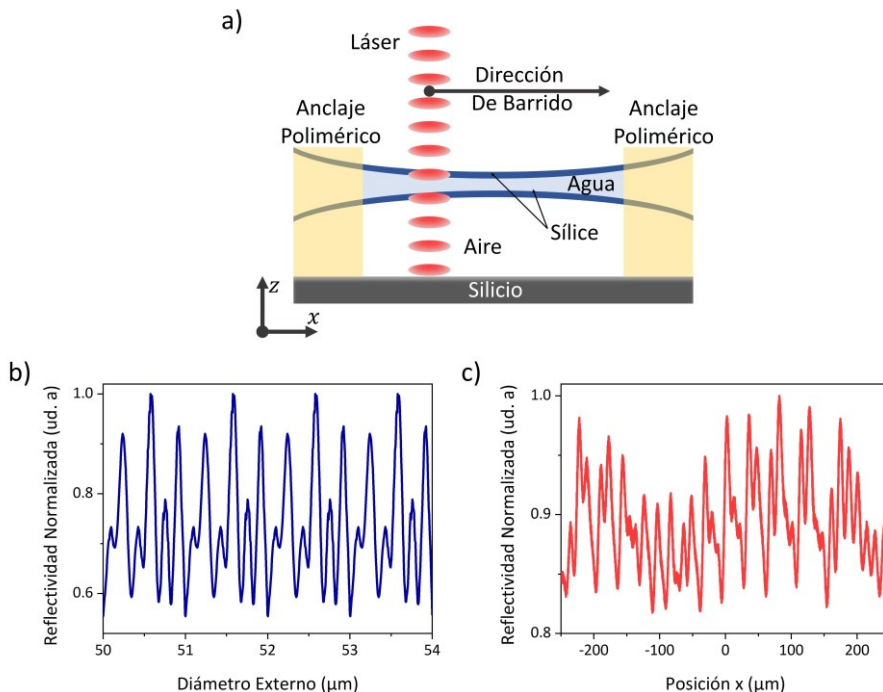 a)
Láser
Dirección
De Barrido
Anclaje
Polimérico
Anclaje
Polimérico
Agua
Sílice
Aire
z
Silicio
x
b)
c)
Reflectividad Normalizada (ud. a)
1.0
0.8
0.6
50
51
52
53
54
Diámetro Externo (µm)
Reflectividad Normalizada (ud. a)
1.0
0.9
0.8
-200
-100
0
100
200
Posición x (µm)